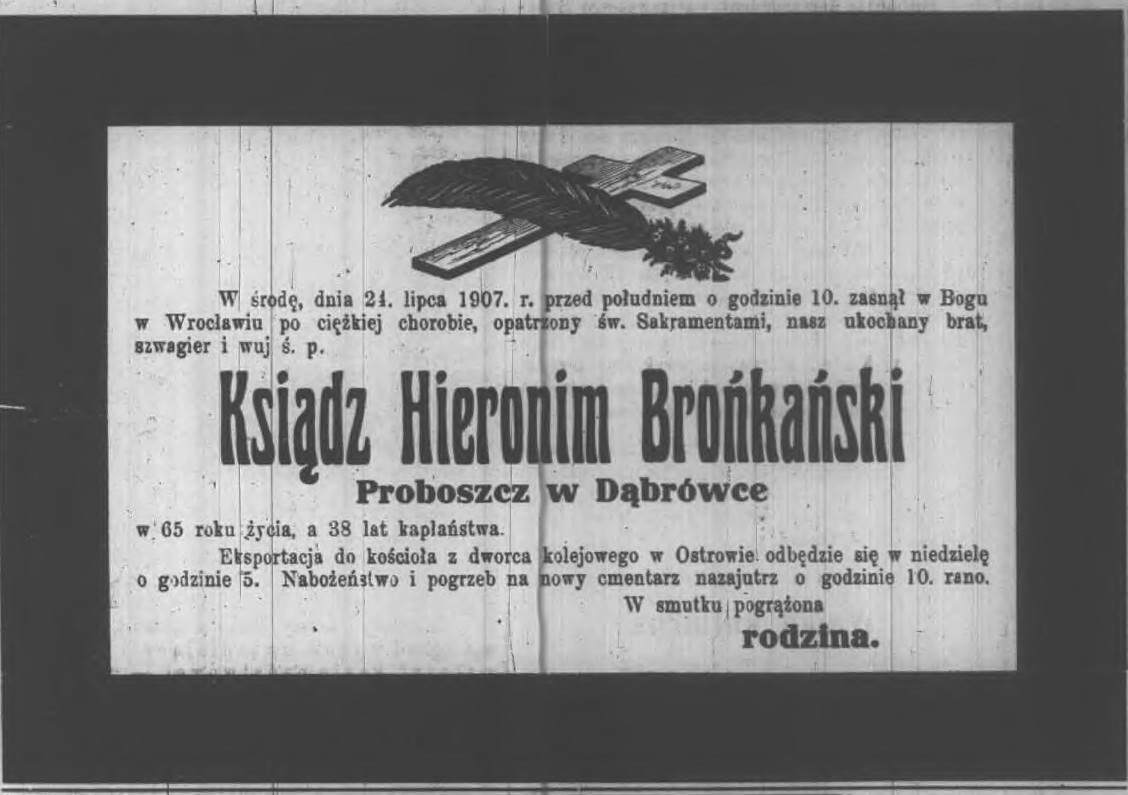 W środę, dnia 24. lipca 1907. r. przed południem o godzinie 10. zasnął w Bogu
w Wrocławiu po ciężkiej chorobie, opatrzony św. Sakramentami, nasz ukochany brat,
szwagier i wuj ś. p.
Ksiądz Hieronim Brońkański
Proboszcz w Dąbrówce
w 65 roku życia, a 38 lat kapłaństwa.
Eksportacja do kościoła z dworca kolejowego w Ostrowie odbędzie się w niedzielę
o godzinie 5. Nabożeństwo i pogrzeb na nowy cmentarz nazajutrz o godzinie 10. rano.
W smutku pogrążona
rodzina.